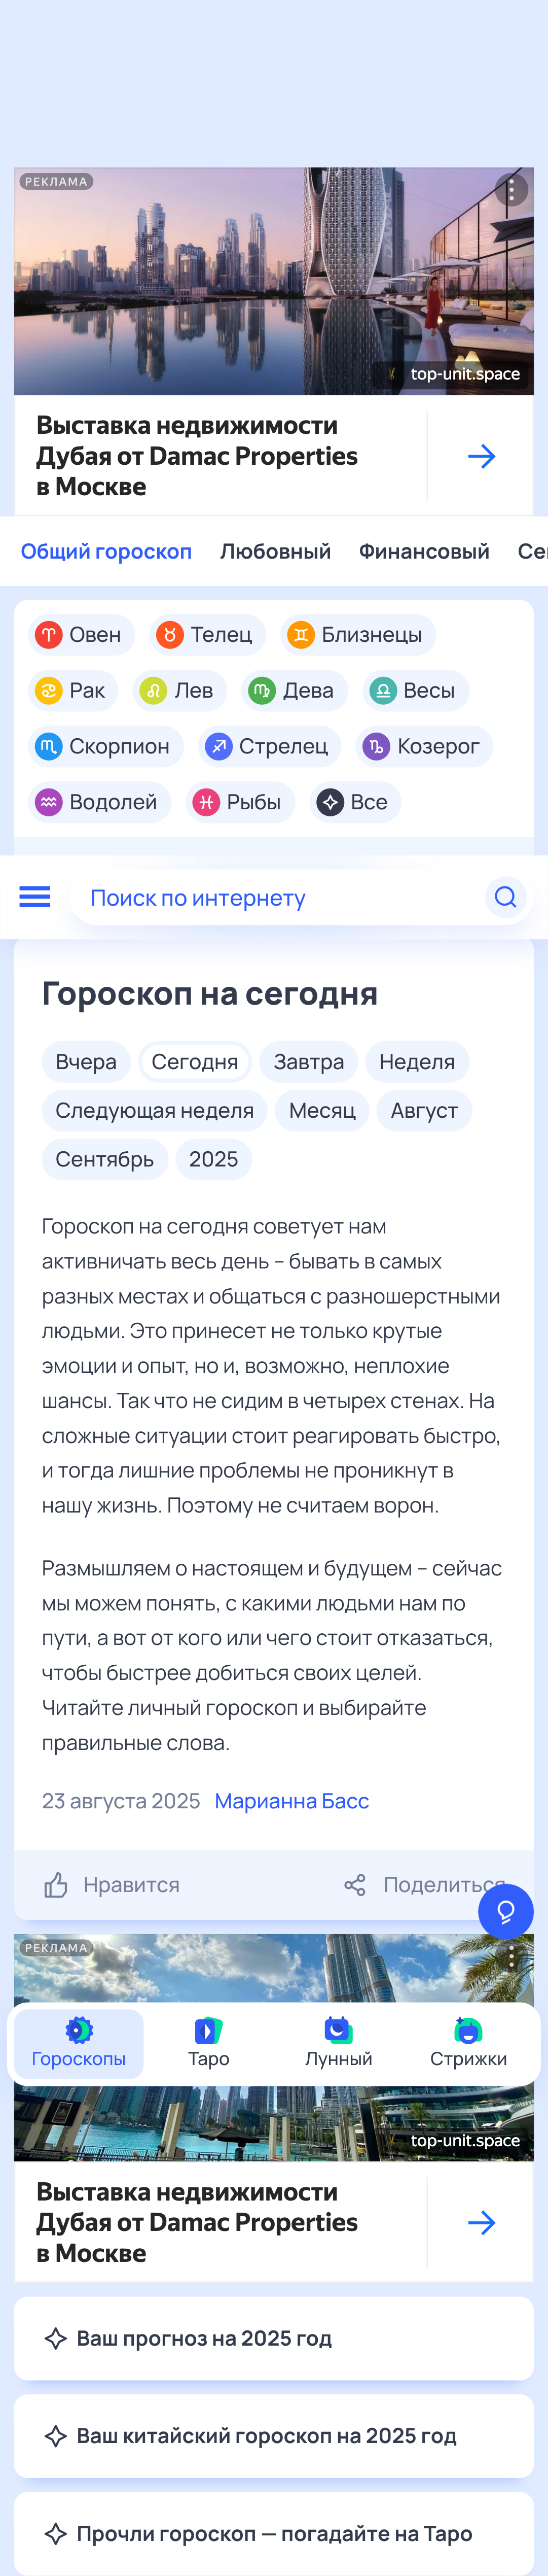 РЕКЛАМА
top-unit.space
Выставка недвижимости
Дубая от Damac Properties
в Москве
Общий гороскоп Любовный Финансовый
Овен Телец Близнецы
Рак Лев Дева Весы
Скорпион Стрелец Козерог
Водолей Рыбы Все
Поиск по интернету
Гороскоп на сегодня
Вчера Сегодня Завтра Неделя
Следующая неделя Месяц Август
Сентябрь 2025
Гороскоп на сегодня советует нам
активничать весь день – бывать в самых
разных местах и общаться с разношерстными
людьми. Это принесет не только крутые
эмоции и опыт, но и, возможно, неплохие
шансы. Так что не сидим в четырех стенах. На
сложные ситуации стоит реагировать быстро,
и тогда лишние проблемы не проникнут в
нашу жизнь. Поэтому не считаем ворон.
Размышляем о настоящем и будущем – сейчас
мы можем понять, с какими людьми нам по
пути, а вот от кого или чего стоит отказаться,
чтобы быстрее добиться своих целей.
Читайте личный гороскоп и выбирайте
правильные слова.
23 августа 2025 Марианна Басс
Нравится Поделиться
РЕКЛАМА
Гороскопы Таро Лунный Стрижки
top-unit.space
Выставка недвижимости
Дубая от Damac Properties
в Москве
Ваш прогноз на 2025 год
Ваш китайский гороскоп на 2025 год
Прочли гороскоп — погадайте на Таро